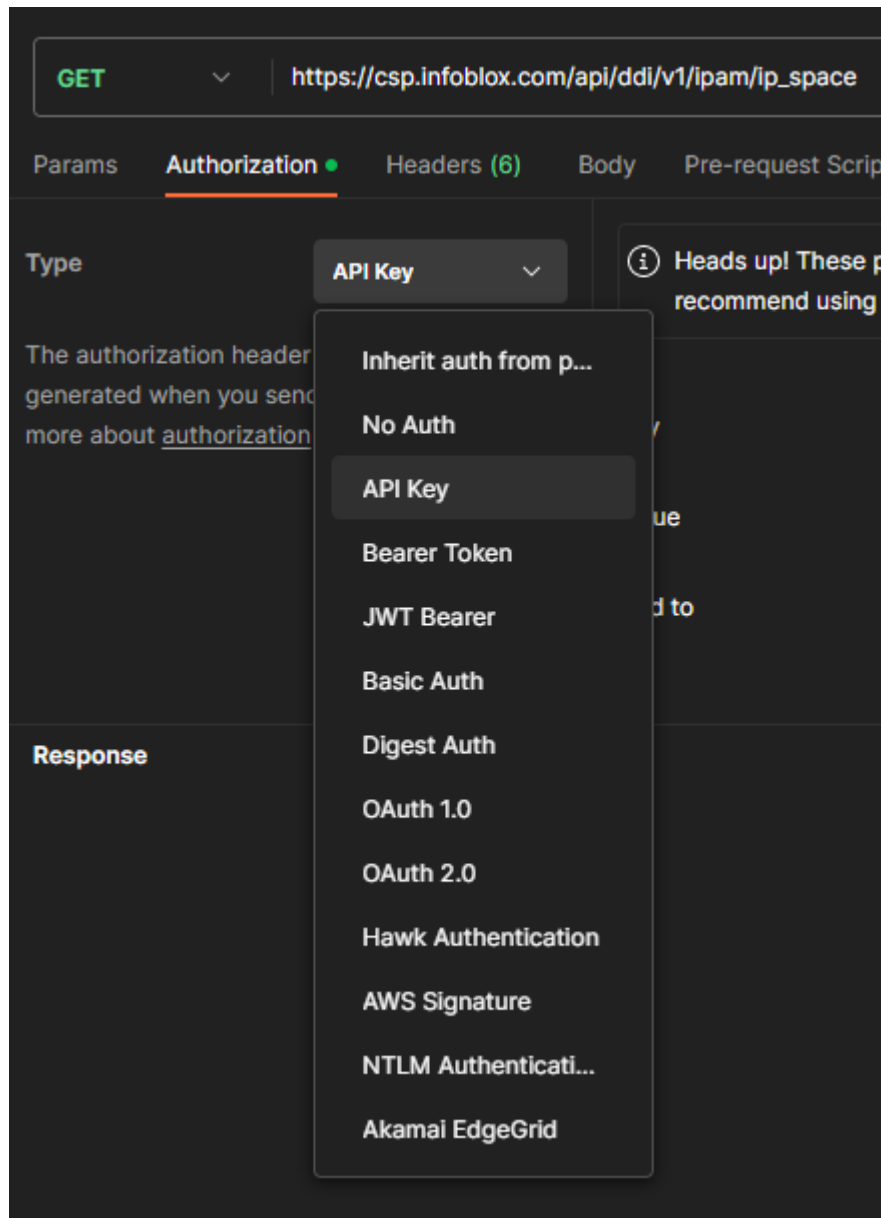 GET https://csp.infoblox.com/api/ddi/v1/ipam/ip_space
Params Authorization Headers (6) Body Pre-request Scrip
Type
API Key
Heads up! These p
recommend using
The authorization header
generated when you send
more about authorization
Inherit auth from p...
No Auth
API Key
Bearer Token
JWT Bearer
Basic Auth
Digest Auth
OAuth 1.0
OAuth 2.0
Hawk Authentication
AWS Signature
NTLM Authenticati...
Akamai EdgeGrid
ue
d to
Response